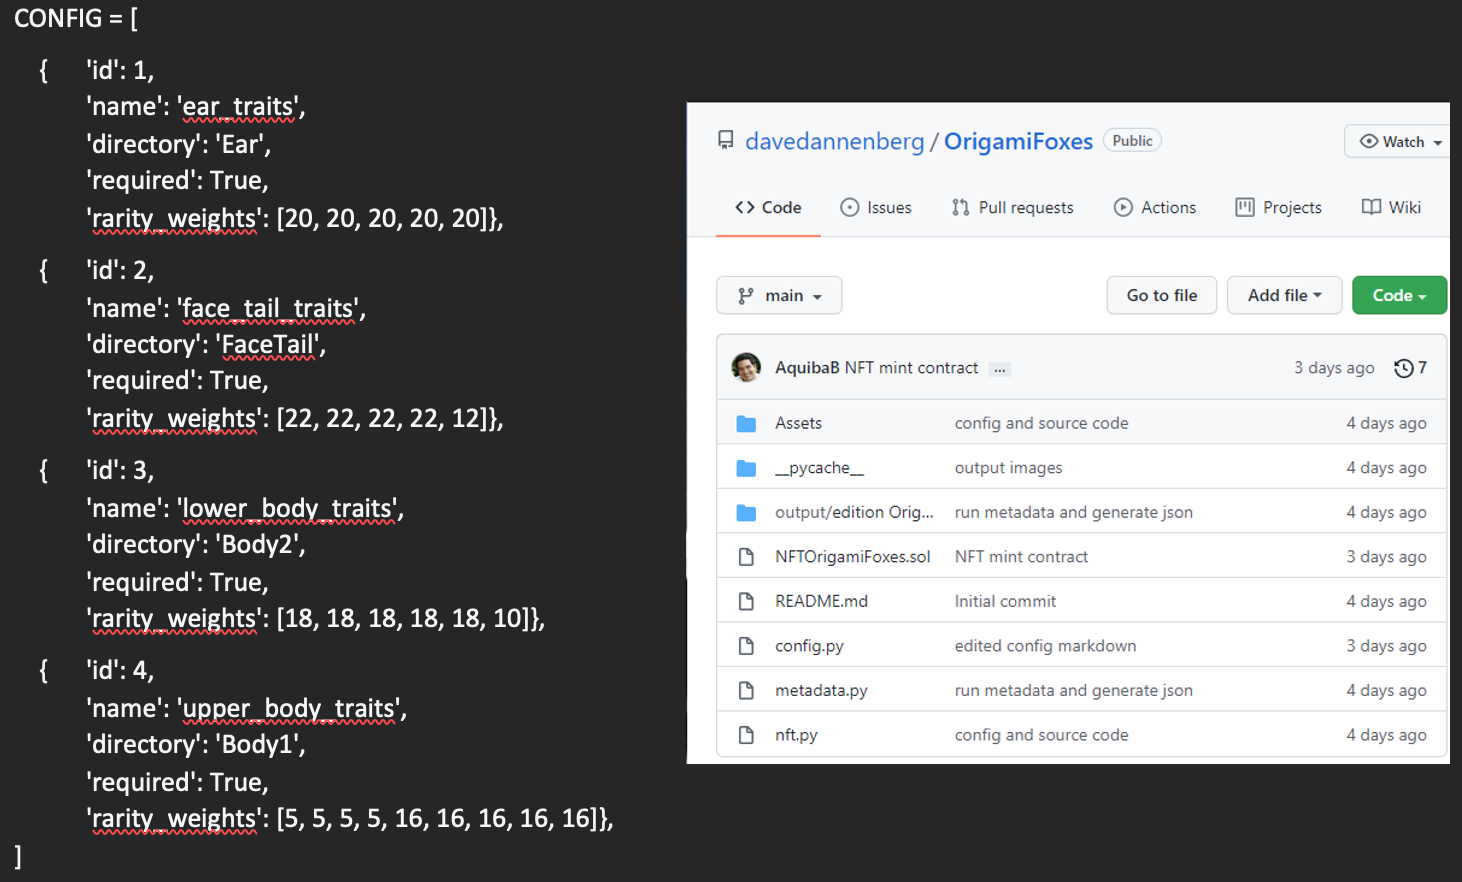 CONFIG = [
{ 'id': 1,
'name': 'ear_traits',
'directory': 'Ear',
'required': True,
'rarity_weights': [20, 20, 20, 20, 20]},
{ 'id': 2,
'name': 'face_tail_traits',
'directory': 'FaceTail',
'required': True,
'rarity_weights': [22, 22, 22, 22, 12]},
{ 'id': 3,
'name': 'lower_body_traits',
'directory': 'Body2',
'required': True,
'rarity_weights': [18, 18, 18, 18, 18, 10]},
{ 'id': 4,
'name': 'upper_body_traits',
'directory': 'Body1',
'required': True,
'rarity_weights': [5, 5, 5, 5, 16, 16, 16, 16, 16]},
]
davedannenberg / OrigamiFoxes Public Watch
Code Issues Pull requests Actions Projects Wiki
main Go to file Add file Code
AquibaB NFT mint contract ... 3 days ago 7
Assets config and source code 4 days ago
__pycache__ output images 4 days ago
output/edition Orig... run metadata and generate json 4 days ago
NFTOrigamiFoxes.sol NFT mint contract 3 days ago
README.md Initial commit 4 days ago
config.py edited config markdown 3 days ago
metadata.py run metadata and generate json 4 days ago
nft.py config and source code 4 days ago